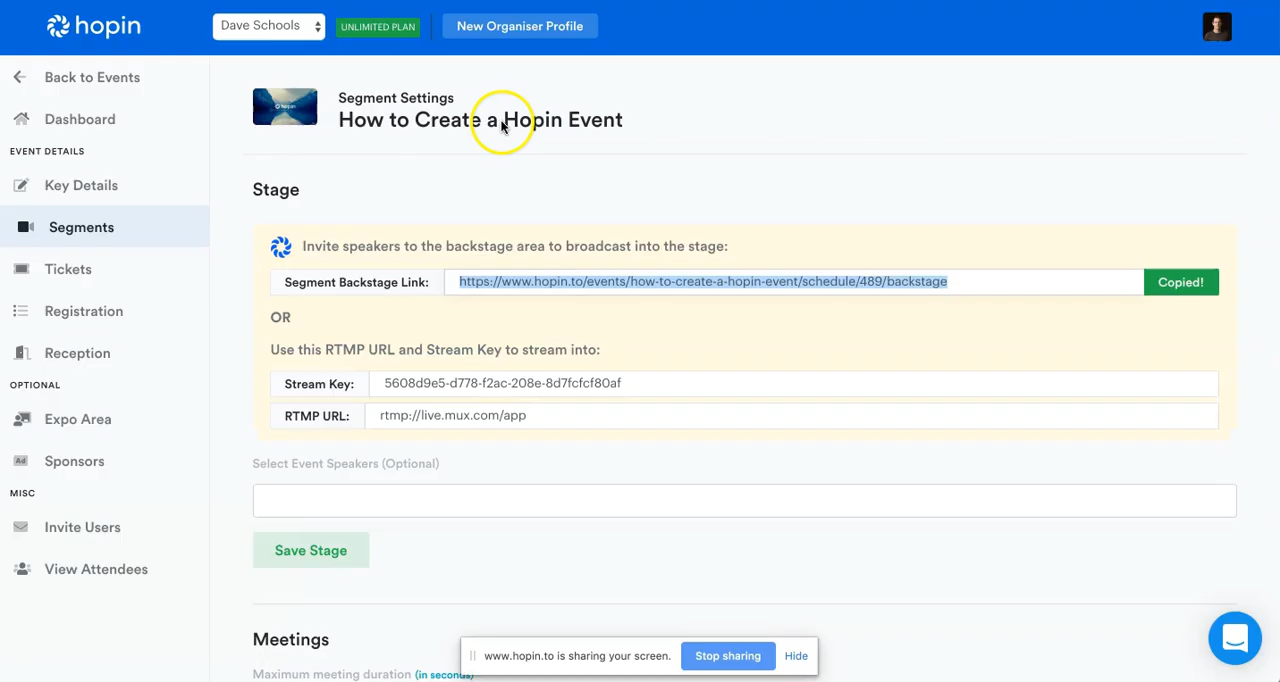 hopin
Dave Schools
UNLIMITED PLAN
New Organiser Profile
Back to Events
Dashboard
EVENT DETAILS
Key Details
Segments
Tickets
Registration
Reception
OPTIONAL
Expo Area
Ad
Sponsors
MISC
Invite Users
View Attendees
hopin
Segment Settings
How to Create a Hopin Event
Stage
Invite speakers to the backstage area to broadcast into the stage:
Segment Backstage Link: https://www.hopin.to/events/how-to-create-a-hopin-event/schedule/489/backstage Copied!
OR
Use this RTMP URL and Stream Key to stream into:
Stream Key: 5608d9e5-d778-f2ac-208e-8d7fcfcf80af
RTMP URL: rtmp://live.mux.com/app
Select Event Speakers (Optional)
Save Stage
Meetings
Maximum meeting duration (in seconds)
www.hopin.to is sharing your screen. Stop sharing Hide